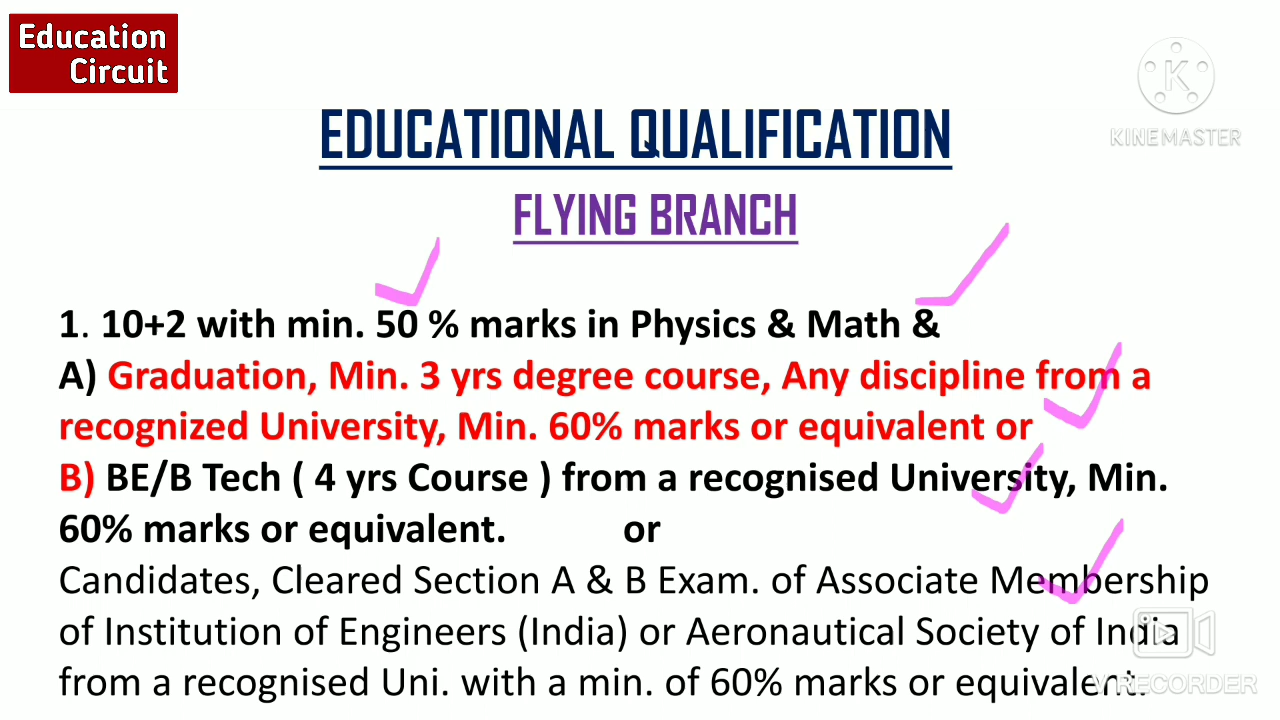 Education
Circuit
KINEMASTER
EDUCATIONAL QUALIFICATION
FLYING BRANCH
1. 10+2 with min. 50 % marks in Physics & Math &
A) Graduation, Min. 3 yrs degree course, Any discipline from a
recognized University, Min. 60% marks or equivalent or
B) BE/B Tech ( 4 yrs Course ) from a recognised University, Min.
60% marks or equivalent. or
Candidates, Cleared Section A & B Exam. of Associate Membership
of Institution of Engineers (India) or Aeronautical Society of India
from a recognised Uni. with a min. of 60% marks or equivalent.
V RECORDER